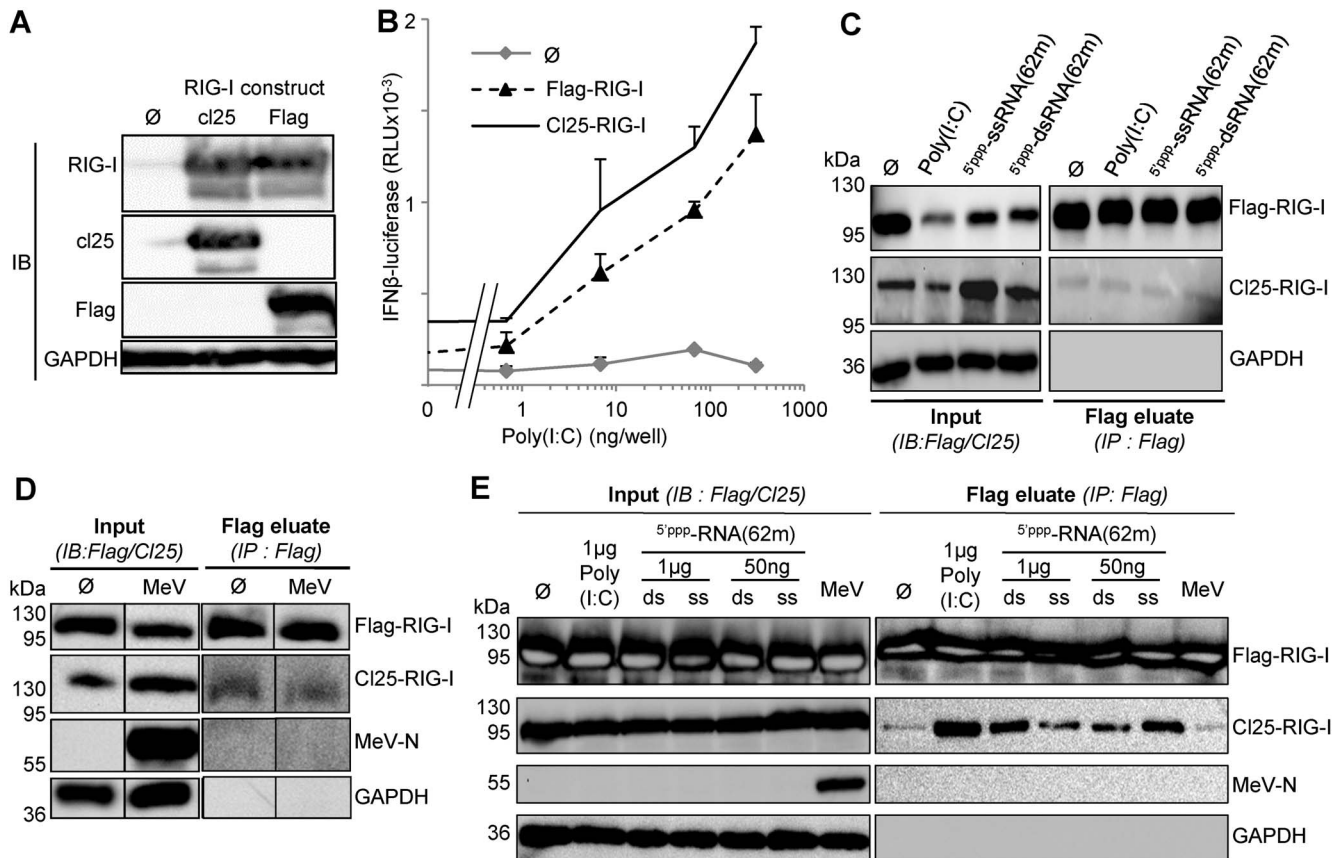 A
RIG-I construct
Ø cl25 Flag
IB
RIG-I
cl25
Flag
GAPDH
B
IFNβ-luciferase (RLUx10-3)
2
1
Ø
Flag-RIG-I
Cl25-RIG-I
0 1 10 100 1000
Poly(I:C) (ng/well)
C
kDa
Ø Poly(I:C) 5'ppp-ssRNA(62m) 5'ppp-dsRNA(62m)
Ø Poly(I:C) 5'ppp-ssRNA(62m) 5'ppp-dsRNA(62m)
130
95
Flag-RIG-I
130
95
Cl25-RIG-I
36
GAPDH
Input
(IB:Flag/Cl25)
Flag eluate
(IP : Flag)
D
Input
(IB:Flag/Cl25)
Flag eluate
(IP : Flag)
kDa
Ø MeV Ø MeV
130
95
Flag-RIG-I
130
95
Cl25-RIG-I
55
MeV-N
36
GAPDH
E
Input (IB : Flag/Cl25)
Flag eluate (IP: Flag)
5'ppp-RNA(62m)
1µg 50ng
Ø
1µg
Poly
(I:C)
ds ss ds ss
MeV
5'ppp-RNA(62m)
1µg 50ng
Ø
1µg
Poly
(I:C)
ds ss ds ss
MeV
kDa
130
95
Flag-RIG-I
130
95
Cl25-RIG-I
55
MeV-N
36
GAPDH